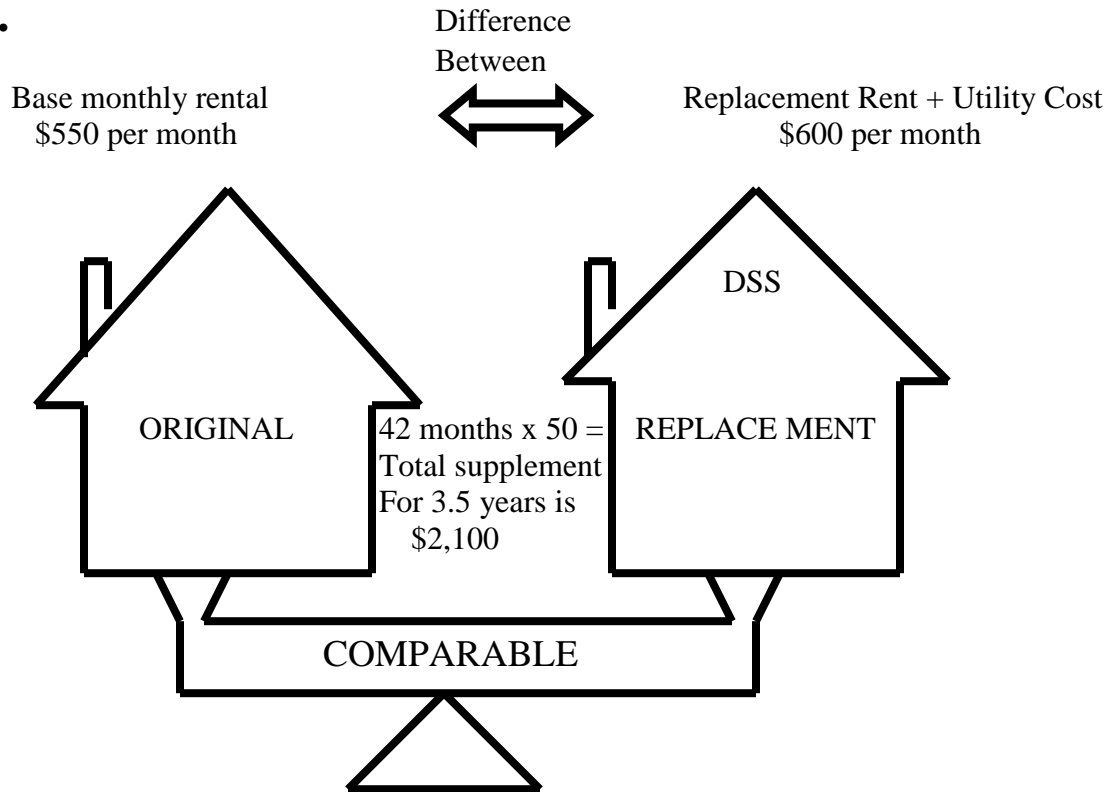 Difference
Between
Base monthly rental
$550 per month
Replacement Rent + Utility Cost
$600 per month
DSS
ORIGINAL
42 months x 50 =
Total supplement
For 3.5 years is
$2,100
REPLACE MENT
COMPARABLE